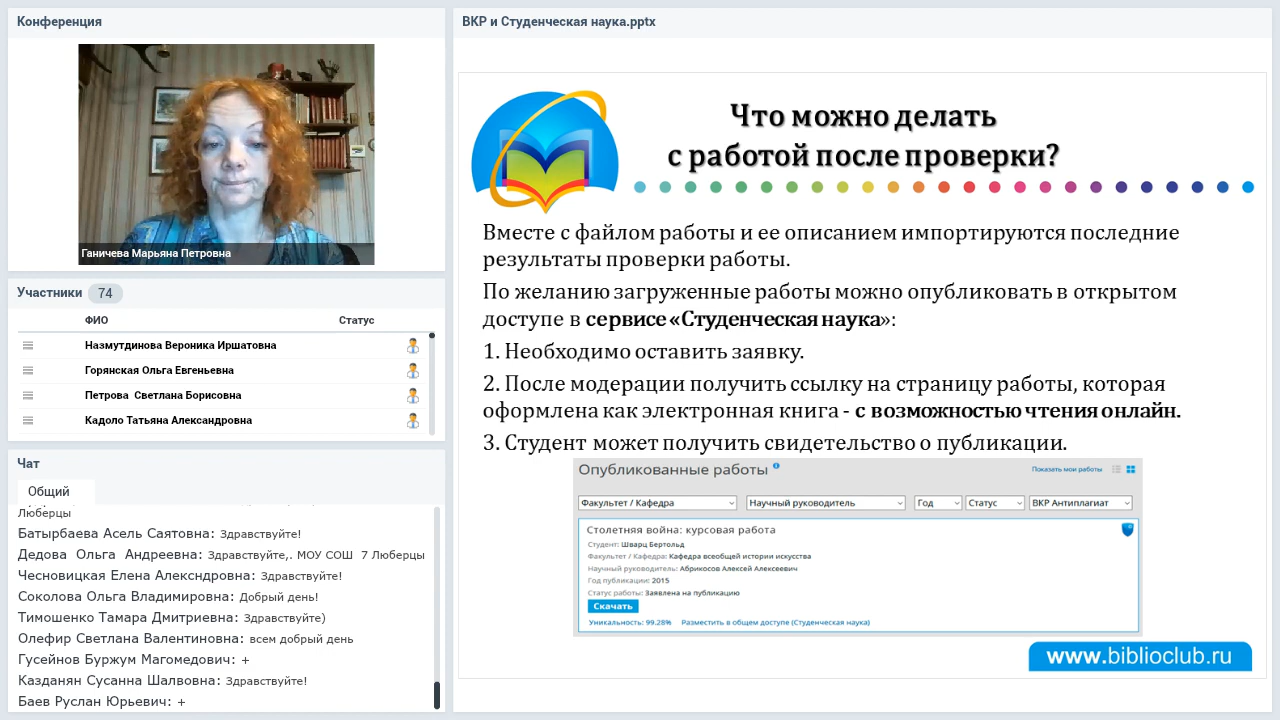 Конференция
Ганичева Марьяна Петровна
Участники 74
ФИО Статус
Назмутдинова Вероника Иршатовна
Горянская Ольга Евгеньевна
Петрова Светлана Борисовна
Кадоло Татьяна Александровна
Чат
Общий
Люберцы
Батырбаева Асель Саятовна: Здравствуйте!
Дедова Ольга Андреевна: Здравствуйте,. МОУ СОШ 7 Люберцы
Чесновицкая Елена Алекснdровна: Здравствуйте!
Соколова Ольга Владимировна: Добрый день!
Тимошенко Тамара Дмитриевна: Здравствуйте)
Олефир Светлана Валентиновна: всем добрый день
Гусейнов Буржум Магомедович: +
Казданян Сусанна Шалвовна: Здравствуйте!
Баев Руслан Юрьевич: +
ВКР и Студенческая наука.pptx
Что можно делать
с работой после проверки?
Вместе с файлом работы и ее описанием импортируются последние
результаты проверки работы.
По желанию загруженные работы можно опубликовать в открытом
доступе в сервисе «Студенческая наука»:
1. Необходимо оставить заявку.
2. После модерации получить ссылку на страницу работы, которая
оформлена как электронная книга - с возможностью чтения онлайн.
3. Студент может получить свидетельство о публикации.
Опубликованные работы
Показать мои работы
Факультет / Кафедра Научный руководитель Год Статус ВКР Антиплагиат
Столетняя война: курсовая работа
Студент: Шварц Бертольд
Факультет / Кафедра: Кафедра всеобщей истории искусства
Научный руководитель: Абрикосов Алексей Алексеевич
Год публикации: 2015
Статус работы: Заявлена на публикацию
Скачать
Уникальность: 99.28% Разместить в общем доступе (Студенческая наука)
www.biblioclub.ru